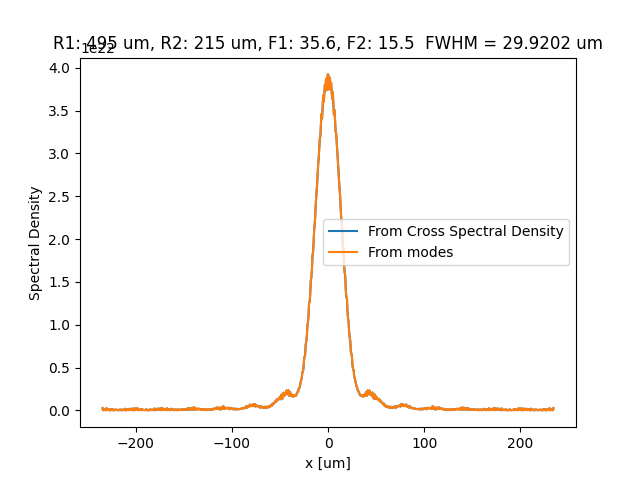 R1: 495 um, R2: 215 um, F1: 35.6, F2: 15.5  FWHM = 29.9202 um
1e22
4.0
3.5
3.0
2.5
2.0
1.5
1.0
0.5
0.0
Spectral Density
From Cross Spectral Density
From modes
−200
−100
0
100
200
x [um]